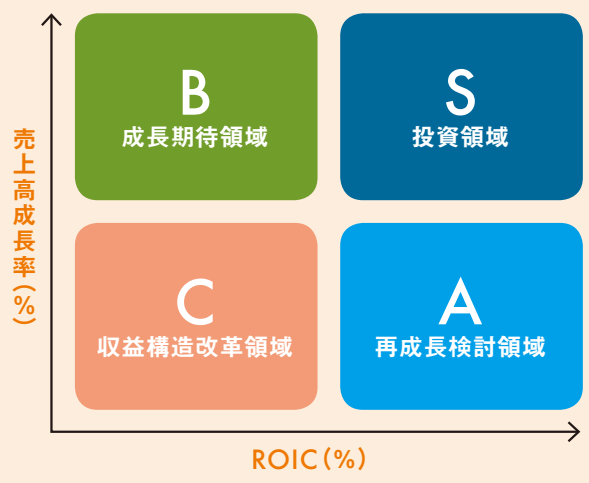 売上高成長率(%)
B
成長期待領域
S
投資領域
C
収益構造改革領域
A
再成長検討領域
ROIC(%)